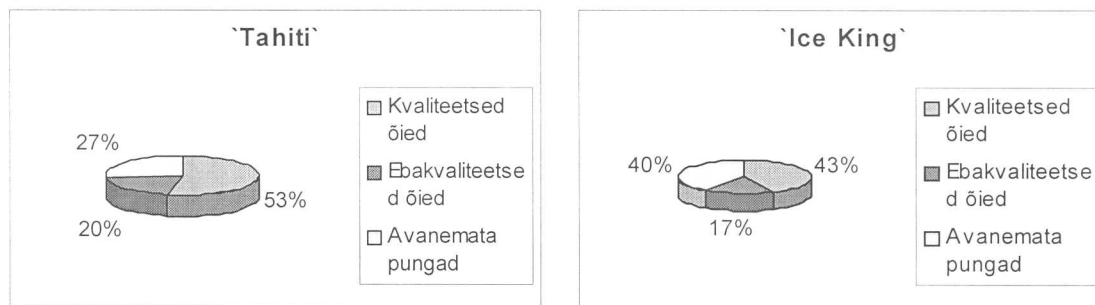 `Tahiti`
27%
20%
53%
Kvaliteetsed
õied
Ebakvaliteetse
d õied
Avanemata
pungad
`Ice King`
40%
43%
17%
Kvaliteetsed
õied
Ebakvaliteetse
d õied
Avanemata
pungad